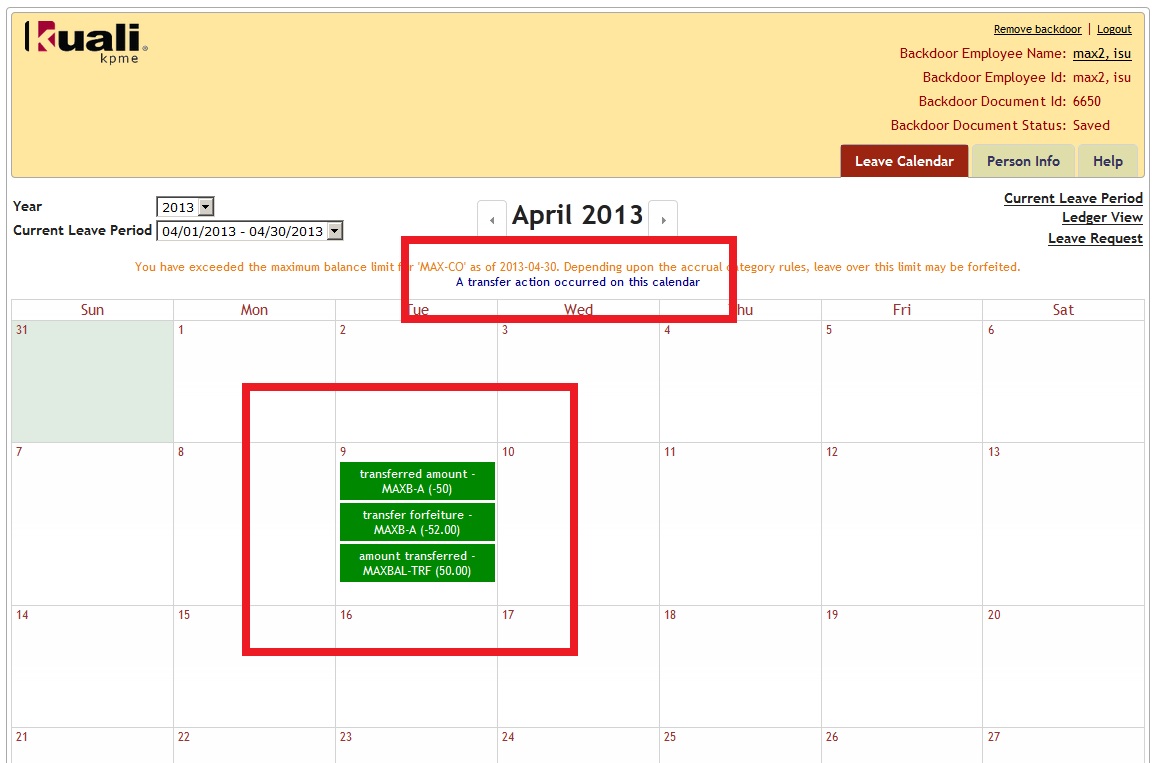 kuali
kpme
Remove backdoor | Logout
Backdoor Employee Name: max2, isu
Backdoor Employee Id: max2, isu
Backdoor Document Id: 6650
Backdoor Document Status: Saved
Leave Calendar Person Info Help
Year 2013
Current Leave Period 04/01/2013 - 04/30/2013
April 2013
Current Leave Period
Ledger View
Leave Request
You have exceeded the maximum balance limit for 'MAX-CO' as of 2013-04-30. Depending upon the accrual category rules, leave over this limit may be forfeited.
A transfer action occurred on this calendar
Sun Mon Tue Wed Thu Fri Sat
31 1 2 3 4 5 6
7 8 9 10 11 12 13
transferred amount -
MAXB-A (-50)
transfer forfeiture -
MAXB-A (-52.00)
amount transferred -
MAXBAL-TRF (50.00)
14 15 16 17 18 19 20
21 22 23 24 25 26 27